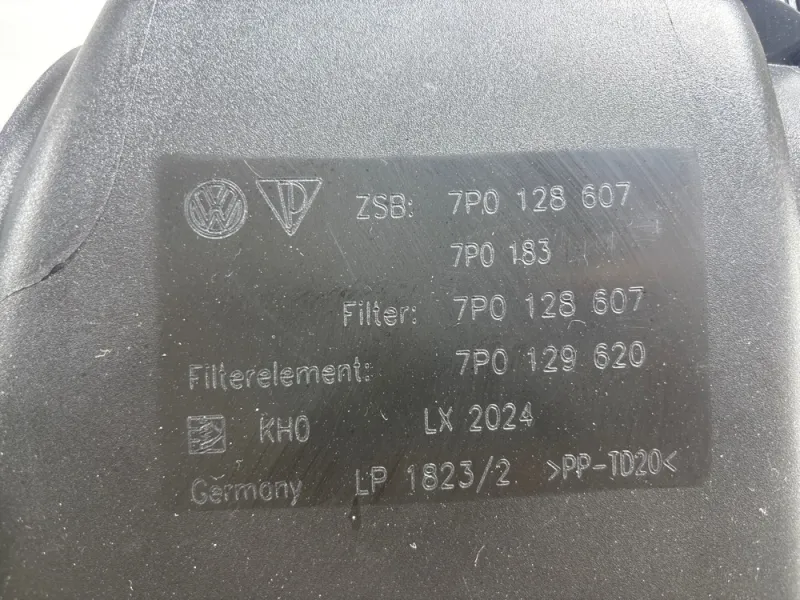 ZSB: 7P0 128 607
7P0 183
Filter: 7P0 128 607
Filterelement: 7P0 129 620
KHO LX 2024
Germany LP 1823/2 >PP-TD20<